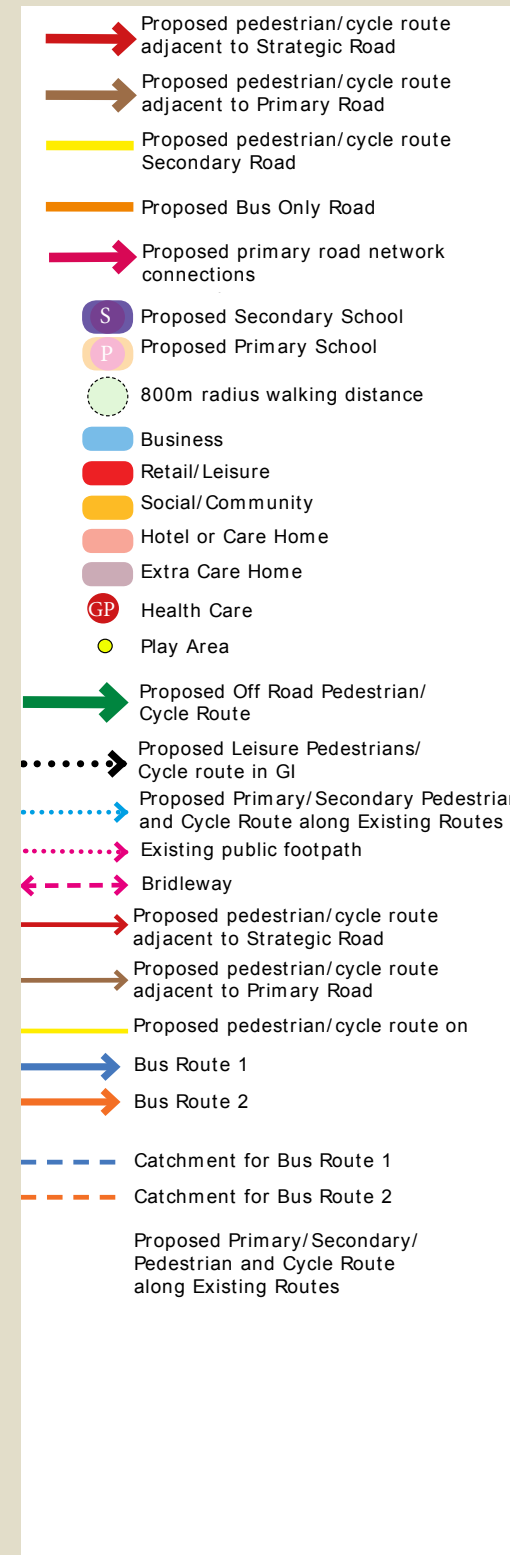 Proposed pedestrian/cycle route
adjacent to Strategic Road
Proposed pedestrian/cycle route
adjacent to Primary Road
Proposed pedestrian/cycle route
Secondary Road
Proposed Bus Only Road
Proposed primary road network
connections
S Proposed Secondary School
P Proposed Primary School
800m radius walking distance
Business
Retail/Leisure
Social/Community
Hotel or Care Home
Extra Care Home
GP Health Care
Play Area
Proposed Off Road Pedestrian/
Cycle Route
Proposed Leisure Pedestrians/
Cycle route in GI
Proposed Primary/Secondary Pedestrian
and Cycle Route along Existing Routes
Existing public footpath
Bridleway
Proposed pedestrian/cycle route
adjacent to Strategic Road
Proposed pedestrian/cycle route
adjacent to Primary Road
Proposed pedestrian/cycle route on
Bus Route 1
Bus Route 2
Catchment for Bus Route 1
Catchment for Bus Route 2
Proposed Primary/Secondary/
Pedestrian and Cycle Route
along Existing Routes